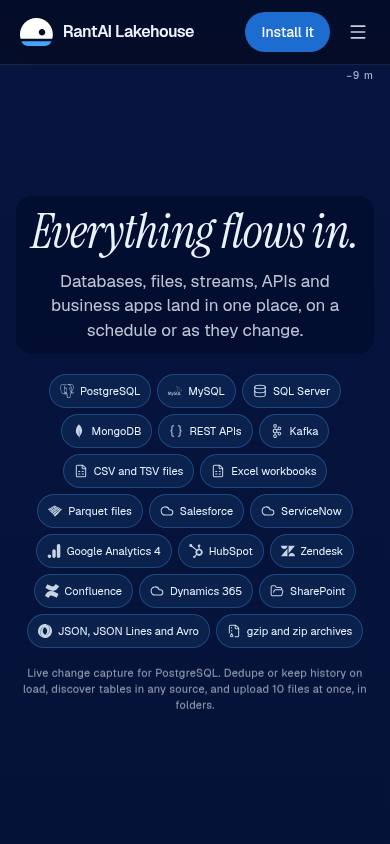 RantAI Lakehouse
Install it
–9 m
Everything flows in.
Databases, files, streams, APIs and
business apps land in one place, on a
schedule or as they change.
PostgreSQL
MySQL
SQL Server
MongoDB
REST APIs
Kafka
CSV and TSV files
Excel workbooks
Parquet files
Salesforce
ServiceNow
Google Analytics 4
HubSpot
Zendesk
Confluence
Dynamics 365
SharePoint
JSON, JSON Lines and Avro
gzip and zip archives
Live change capture for PostgreSQL. Dedupe or keep history on
load, discover tables in any source, and upload 10 files at once, in
folders.